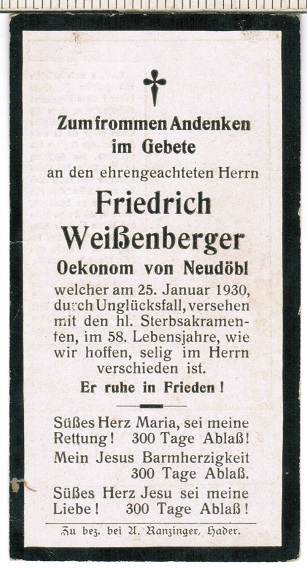 Zum frommen Andenken
im Gebete
an den ehrengeachteten Herrn
Friedrich
Weißenberger
Oekonom von Neudöbl
welcher am 25. Januar 1930,
durch Unglücksfall, versehen
mit den hl. Sterbsakramen-
ten, im 58. Lebensjahre, wie
wir hoffen, selig im Herrn
verschieden ist.
Er ruhe in Frieden!
Süßes Herz Maria, sei meine
Rettung! 300 Tage Ablaß!
Mein Jesus Barmherzigkeit
300 Tage Ablaß.
Süßes Herz Jesu sei meine
Liebe! 300 Tage Ablaß!
Zu bez. bei A. Ranzinger, Hader.